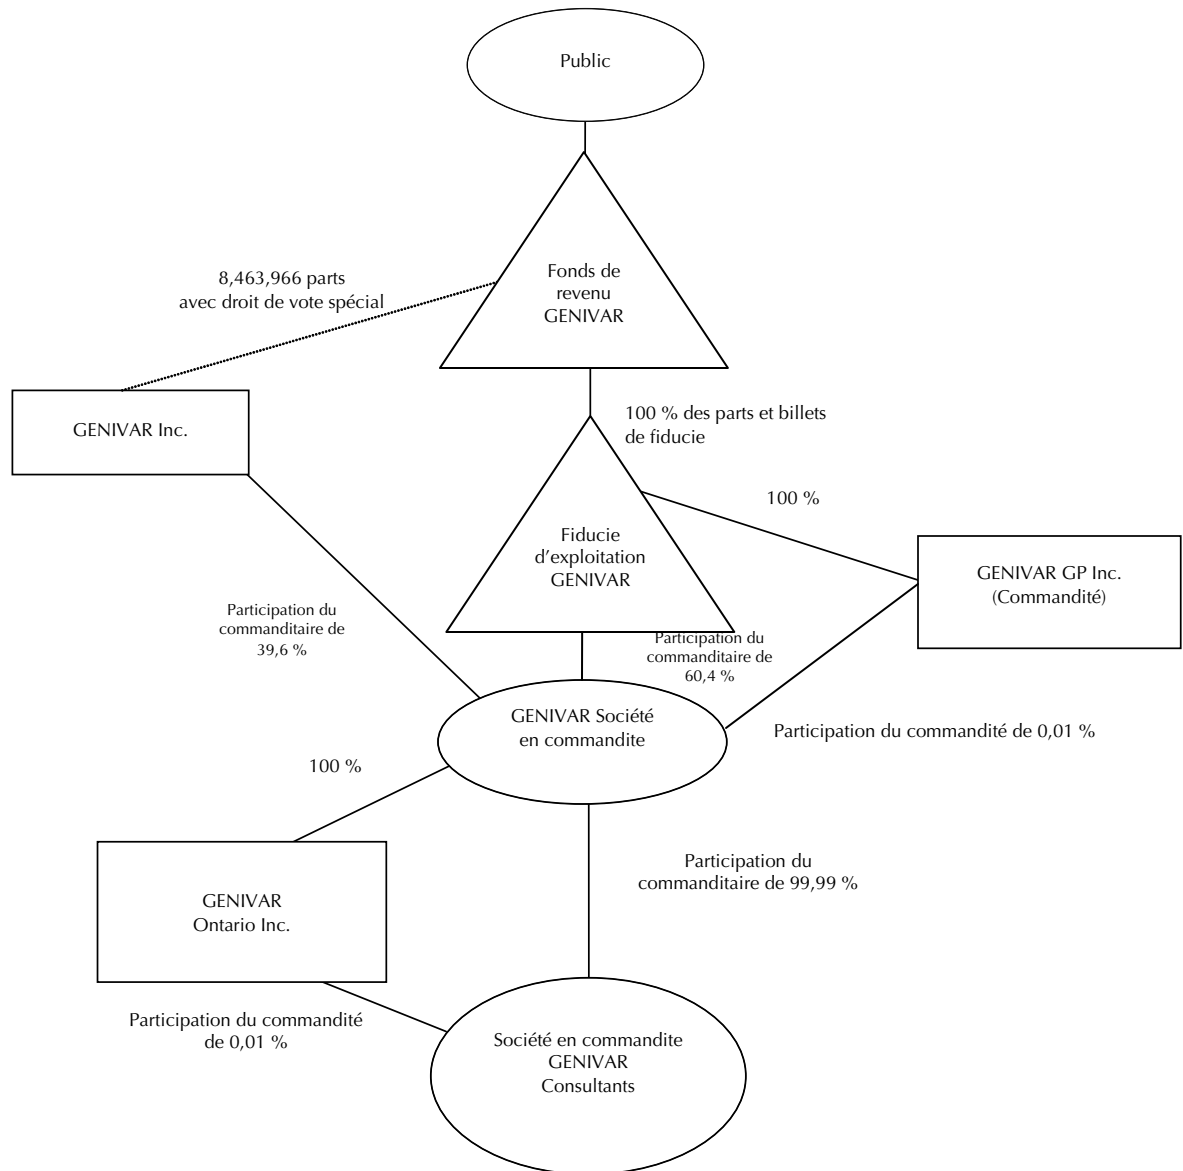 Public
Fonds de
revenu
GENIVAR
8,463,966 parts
avec droit de vote spécial
GENIVAR Inc.
100 % des parts et billets
de fiducie
100 %
Fiducie
d’exploitation
GENIVAR
GENIVAR GP Inc.
(Commandité)
Participation du
commanditaire de
39,6 %
Participation du
commanditaire de
60,4 %
GENIVAR Société
en commandite
Participation du commandité de 0,01 %
100 %
Participation du
commanditaire de 99,99 %
GENIVAR
Ontario Inc.
Participation du commandité
de 0,01 %
Société en commandite
GENIVAR
Consultants